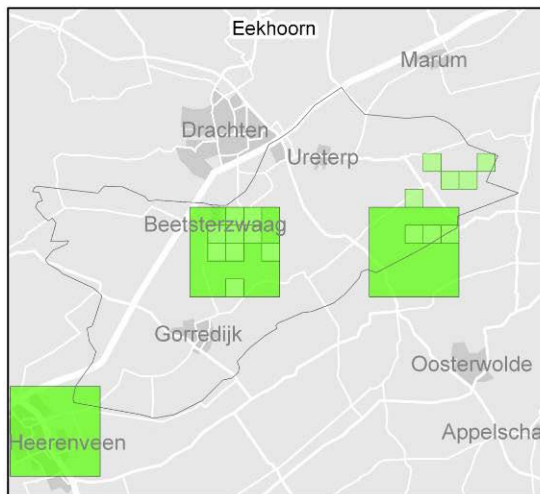 Eekhoorn
Marum
Drachten
Ureterp
Beetsterzwaag
Gorredijk
Oosterwolde
Heerenveen
Appelscha